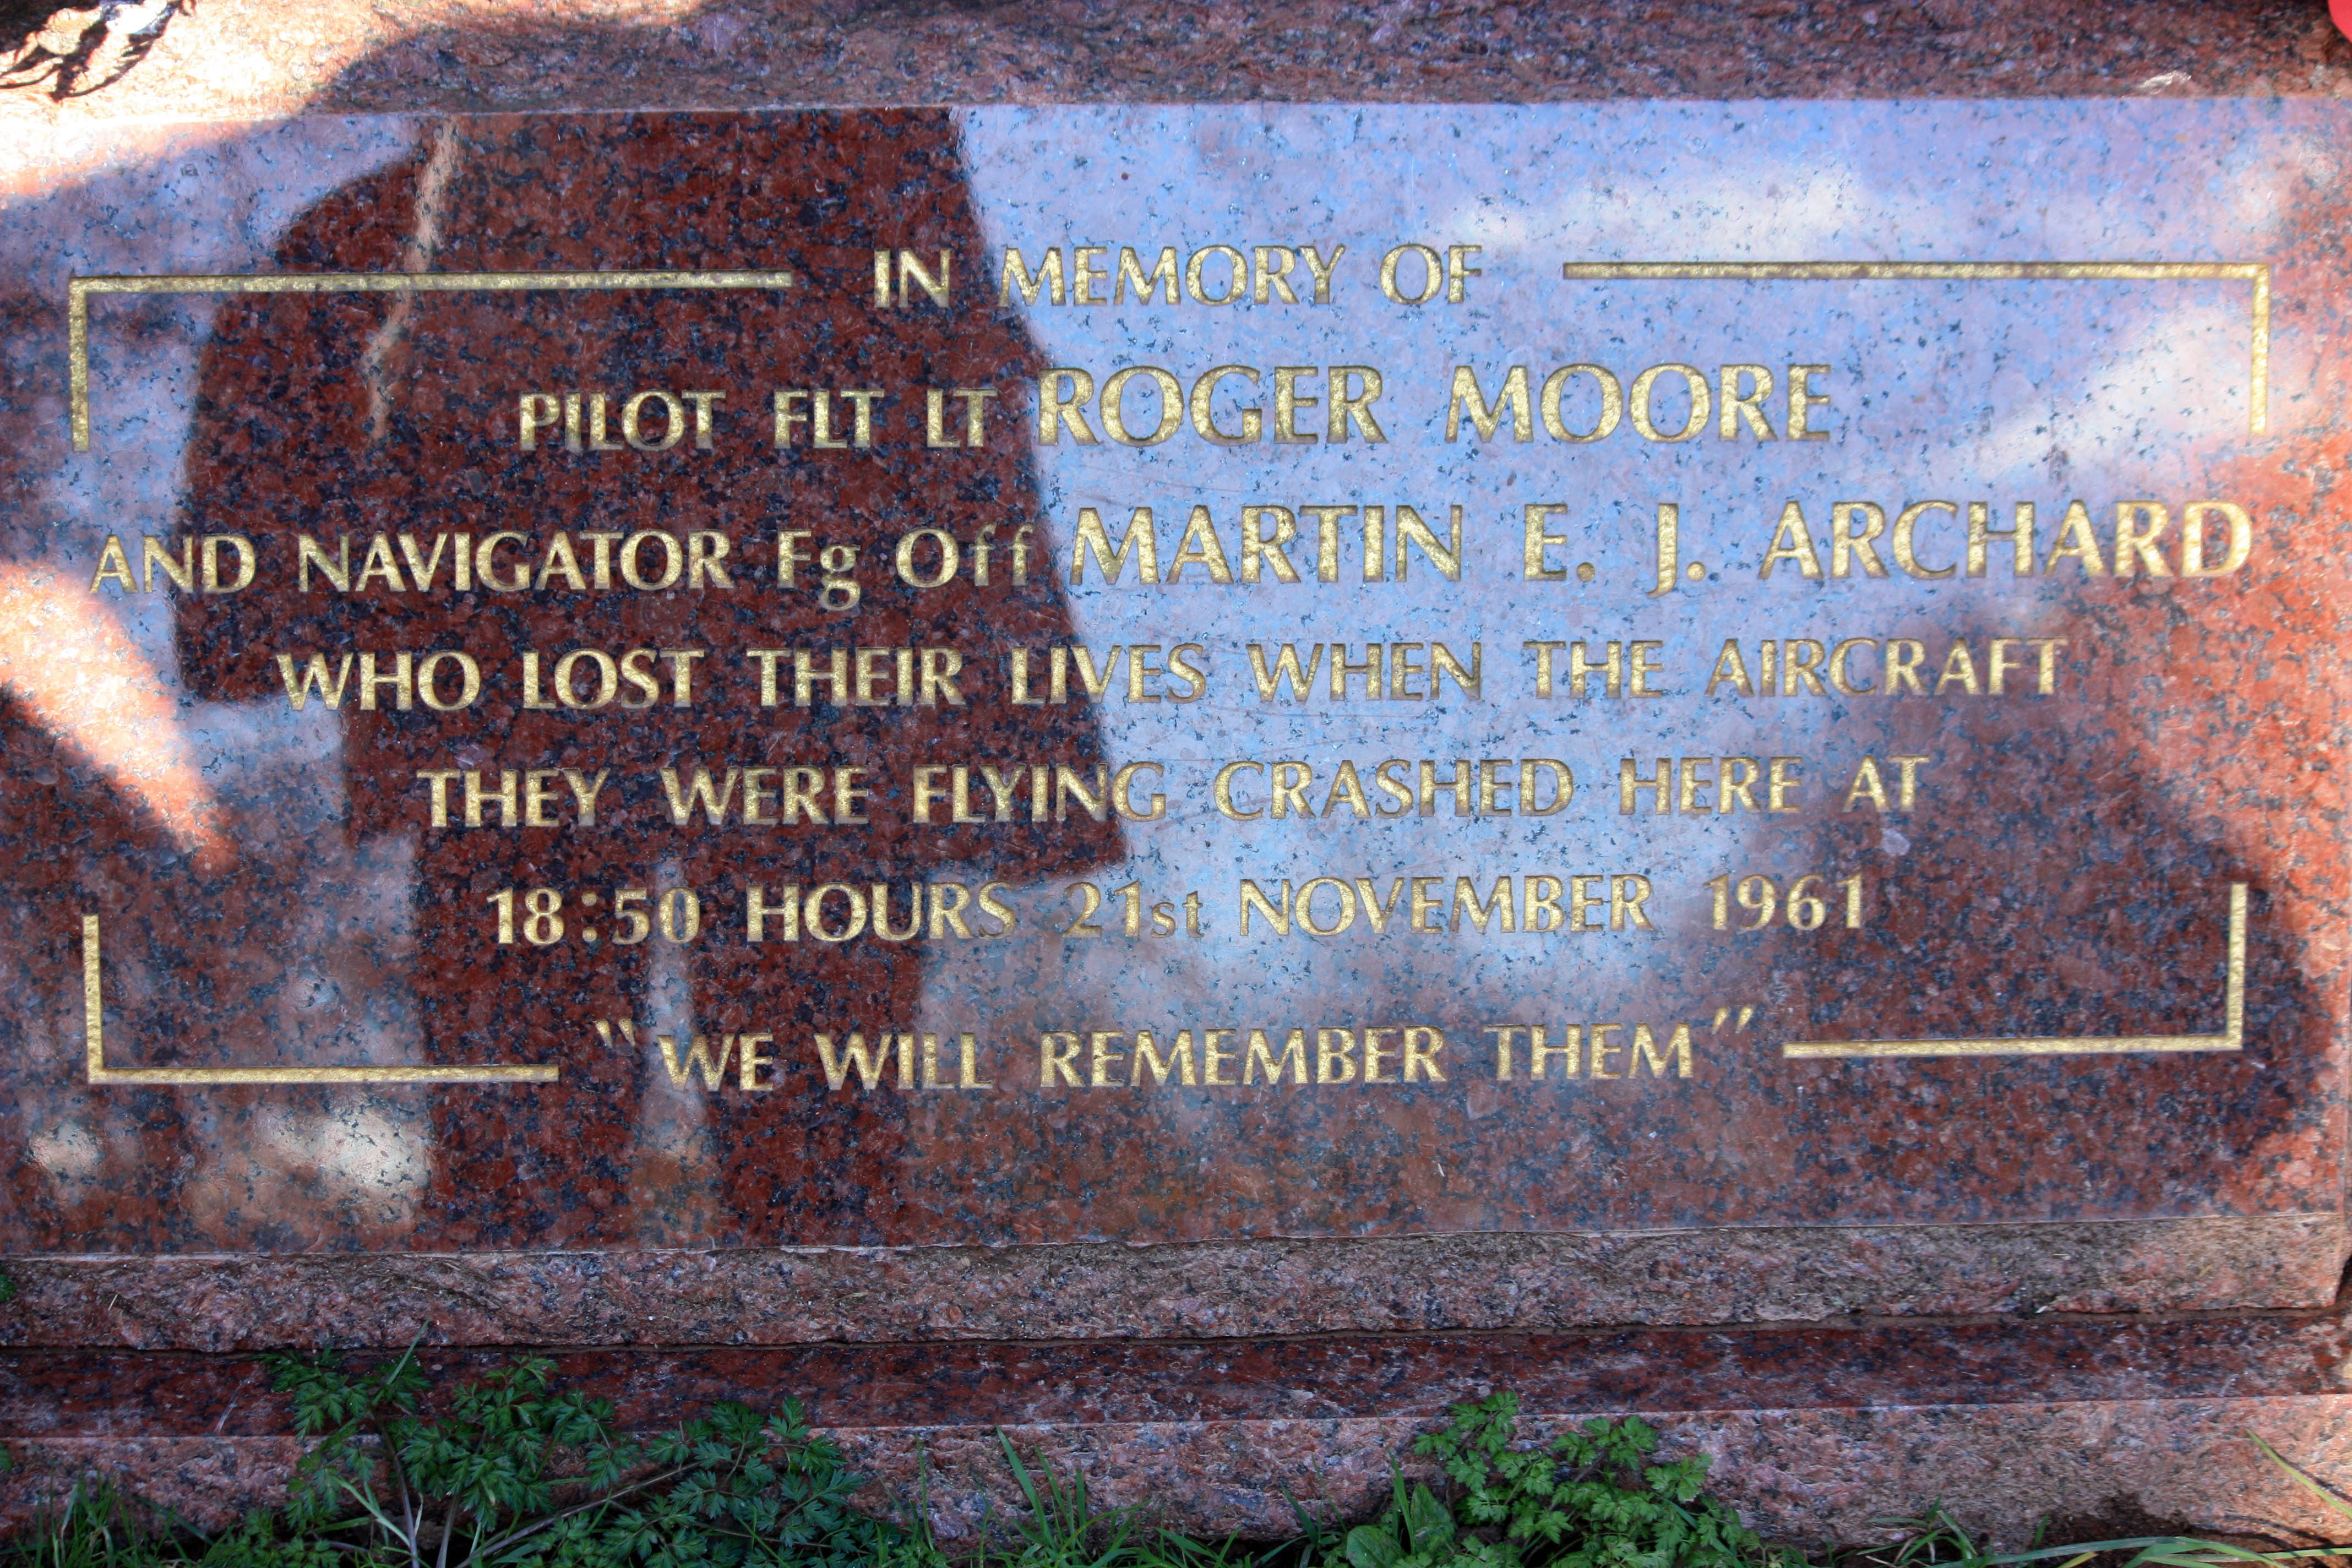 IN MEMORY OF
PILOT FLT LT ROGER MOORE
AND NAVIGATOR Fg Off MARTIN E. J. ARCHARD
WHO LOST THEIR LIVES WHEN THE AIRCRAFT
THEY WERE FLYING CRASHED HERE AT
18:50 HOURS 21st NOVEMBER 1961
"WE WILL REMEMBER THEM"